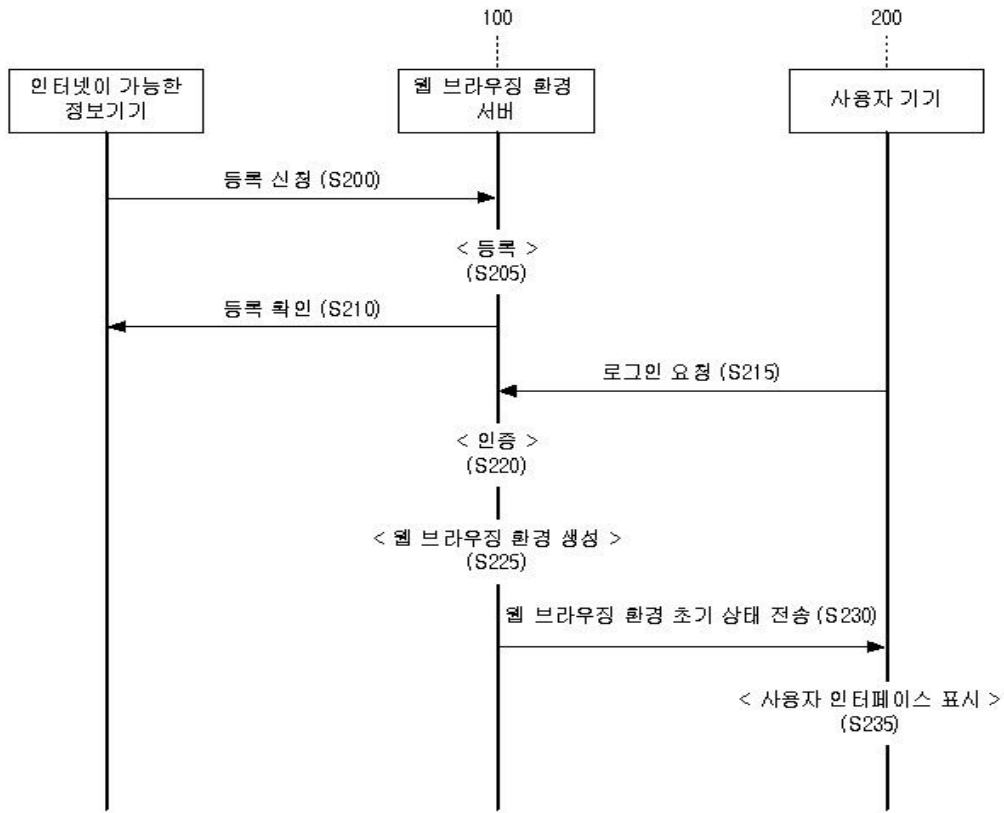 100
200
인터넷이 가능한
정보기기
웹 브라우징 환경
서버
사용자 기기
등록 신청 (S200)
< 등록 >
(S205)
등록 확인 (S210)
로그인 요청 (S215)
< 인증 >
(S220)
< 웹 브라우징 환경 생성 >
(S225)
웹 브라우징 환경 초기 상태 전송 (S230)
< 사용자 인터페이스 표시 >
(S235)